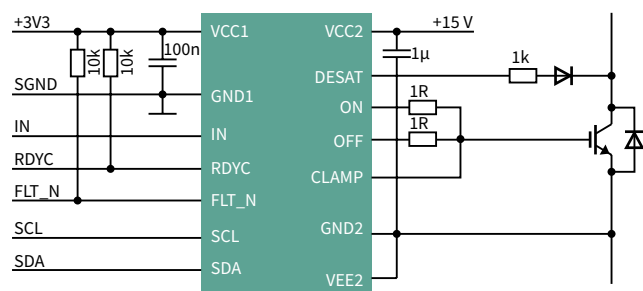 +3V3
10k
10k
100n
SGND
IN
RDYC
FLT_N
SCL
SDA
VCC1
GND1
IN
RDYC
FLT_N
SCL
SDA
VCC2
DESAT
ON
OFF
CLAMP
GND2
VEE2
+15 V
1µ
1k
1R
1R